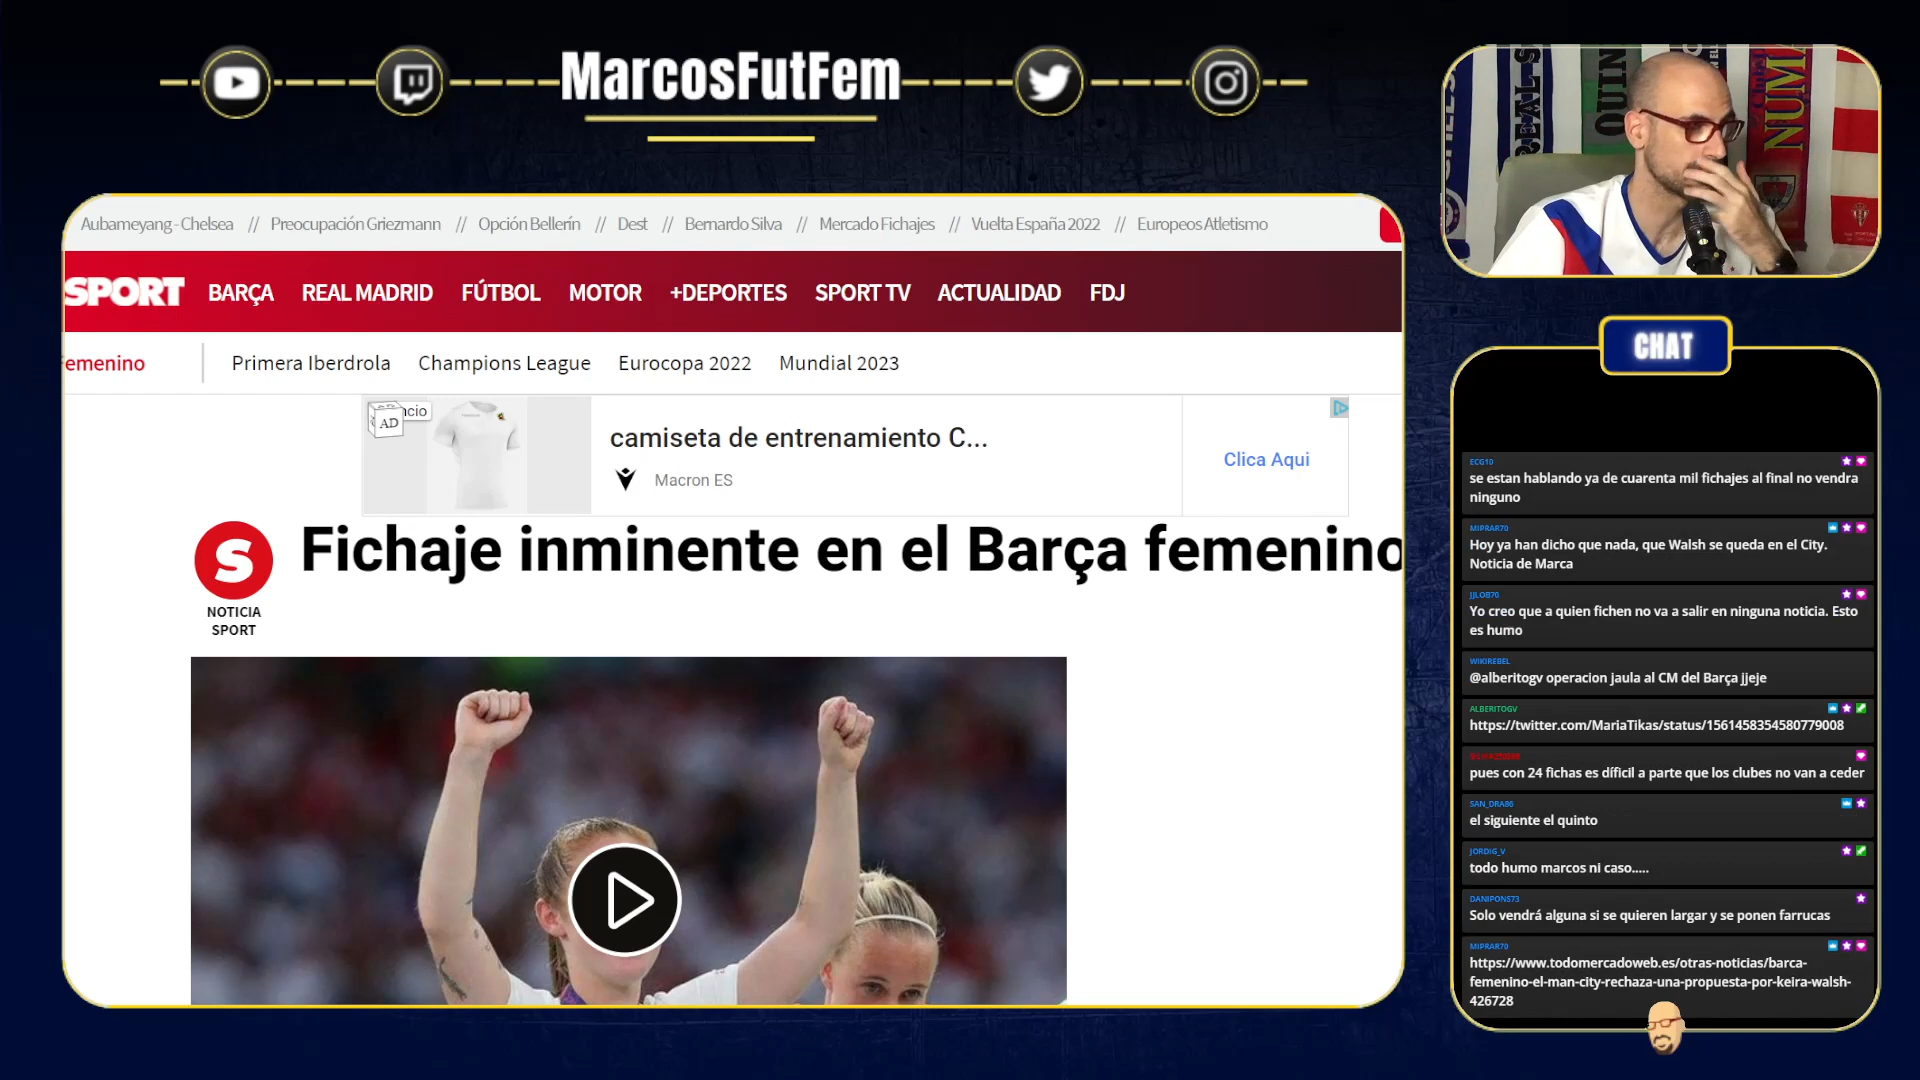 MarcosFutFem
Aubameyang - Chelsea // Preocupación Griezmann // Opción Bellerín // Dest // Bernardo Silva // Mercado Fichajes // Vuelta España 2022 // Europeos Atletismo
SPORT BARÇA REAL MADRID FÚTBOL MOTOR +DEPORTES SPORT TV ACTUALIDAD FDJ
emenino Primera Iberdrola Champions League Eurocopa 2022 Mundial 2023
ncio
AD
camiseta de entrenamiento C...
Macron ES
Clica Aqui
S
NOTICIA
SPORT
Fichaje inminente en el Barça femenino
NUMA
CHAT
ECG10
se estan hablando ya de cuarenta mil fichajes al final no vendra
ninguno
MIPRAR70
Hoy ya han dicho que nada, que Walsh se queda en el City.
Noticia de Marca
JJLOB70
Yo creo que a quien fichen no va a salir en ninguna noticia. Esto
es humo
WIKIREBEL
@alberitogv operacion jaula al CM del Barça jjeje
ALBERITOGV
https://twitter.com/MariaTikas/status/1561458354580779008
pues con 24 fichas es díficil a parte que los clubes no van a ceder
SAN_DRA86
el siguiente el quinto
JORDIG_V
todo humo marcos ni caso.....
DANIPONS73
Solo vendrá alguna si se quieren largar y se ponen farrucas
MIPRAR70
https://www.todomercadoweb.es/otras-noticias/barca-
femenino-el-man-city-rechaza-una-propuesta-por-keira-walsh-
426728